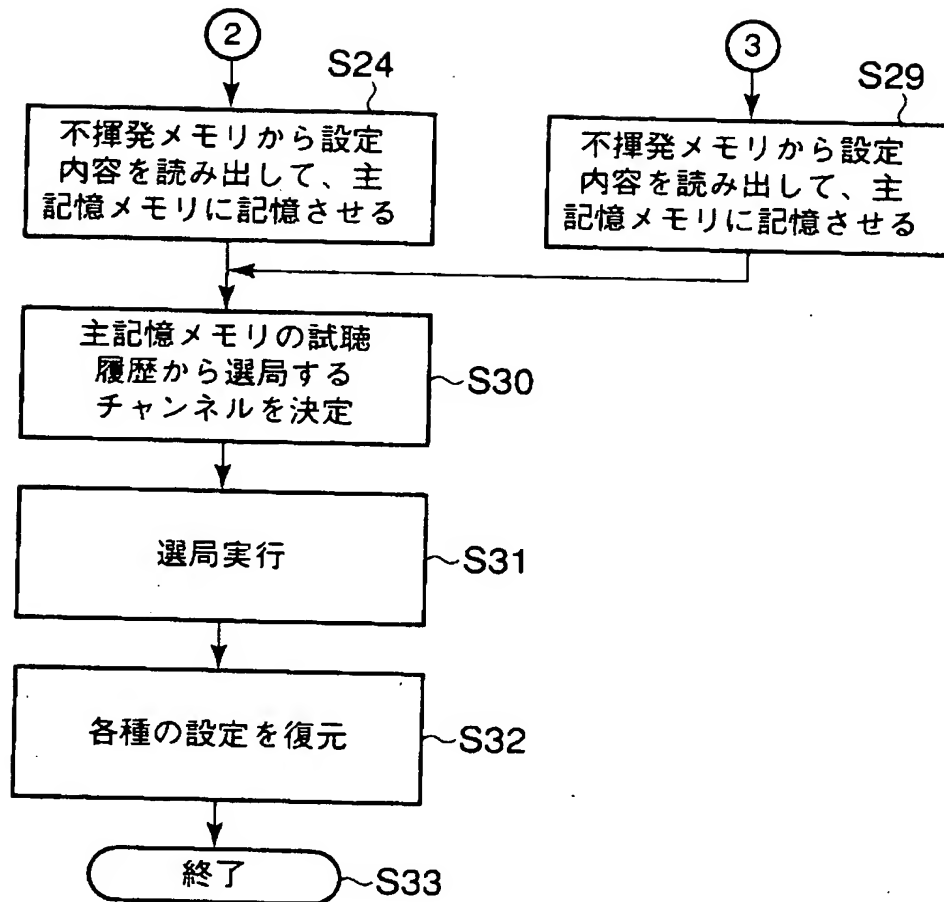 2
3
S24
S29
不揮発メモリから設定
内容を読み出して、主
記憶メモリに記憶させる
不揮発メモリから設定
内容を読み出して、主
記憶メモリに記憶させる
主記憶メモリの試聴
履歴から選局する
チャンネルを決定
S30
選局実行
S31
各種の設定を復元
S32
終了
S33